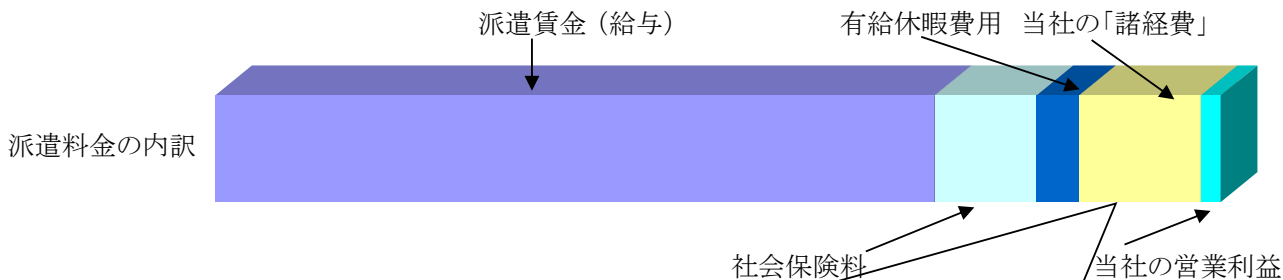 派遣賃金（給与）
有給休暇費用
当社の「諸経費」
派遣料金の内訳
社会保険料
当社の営業利益